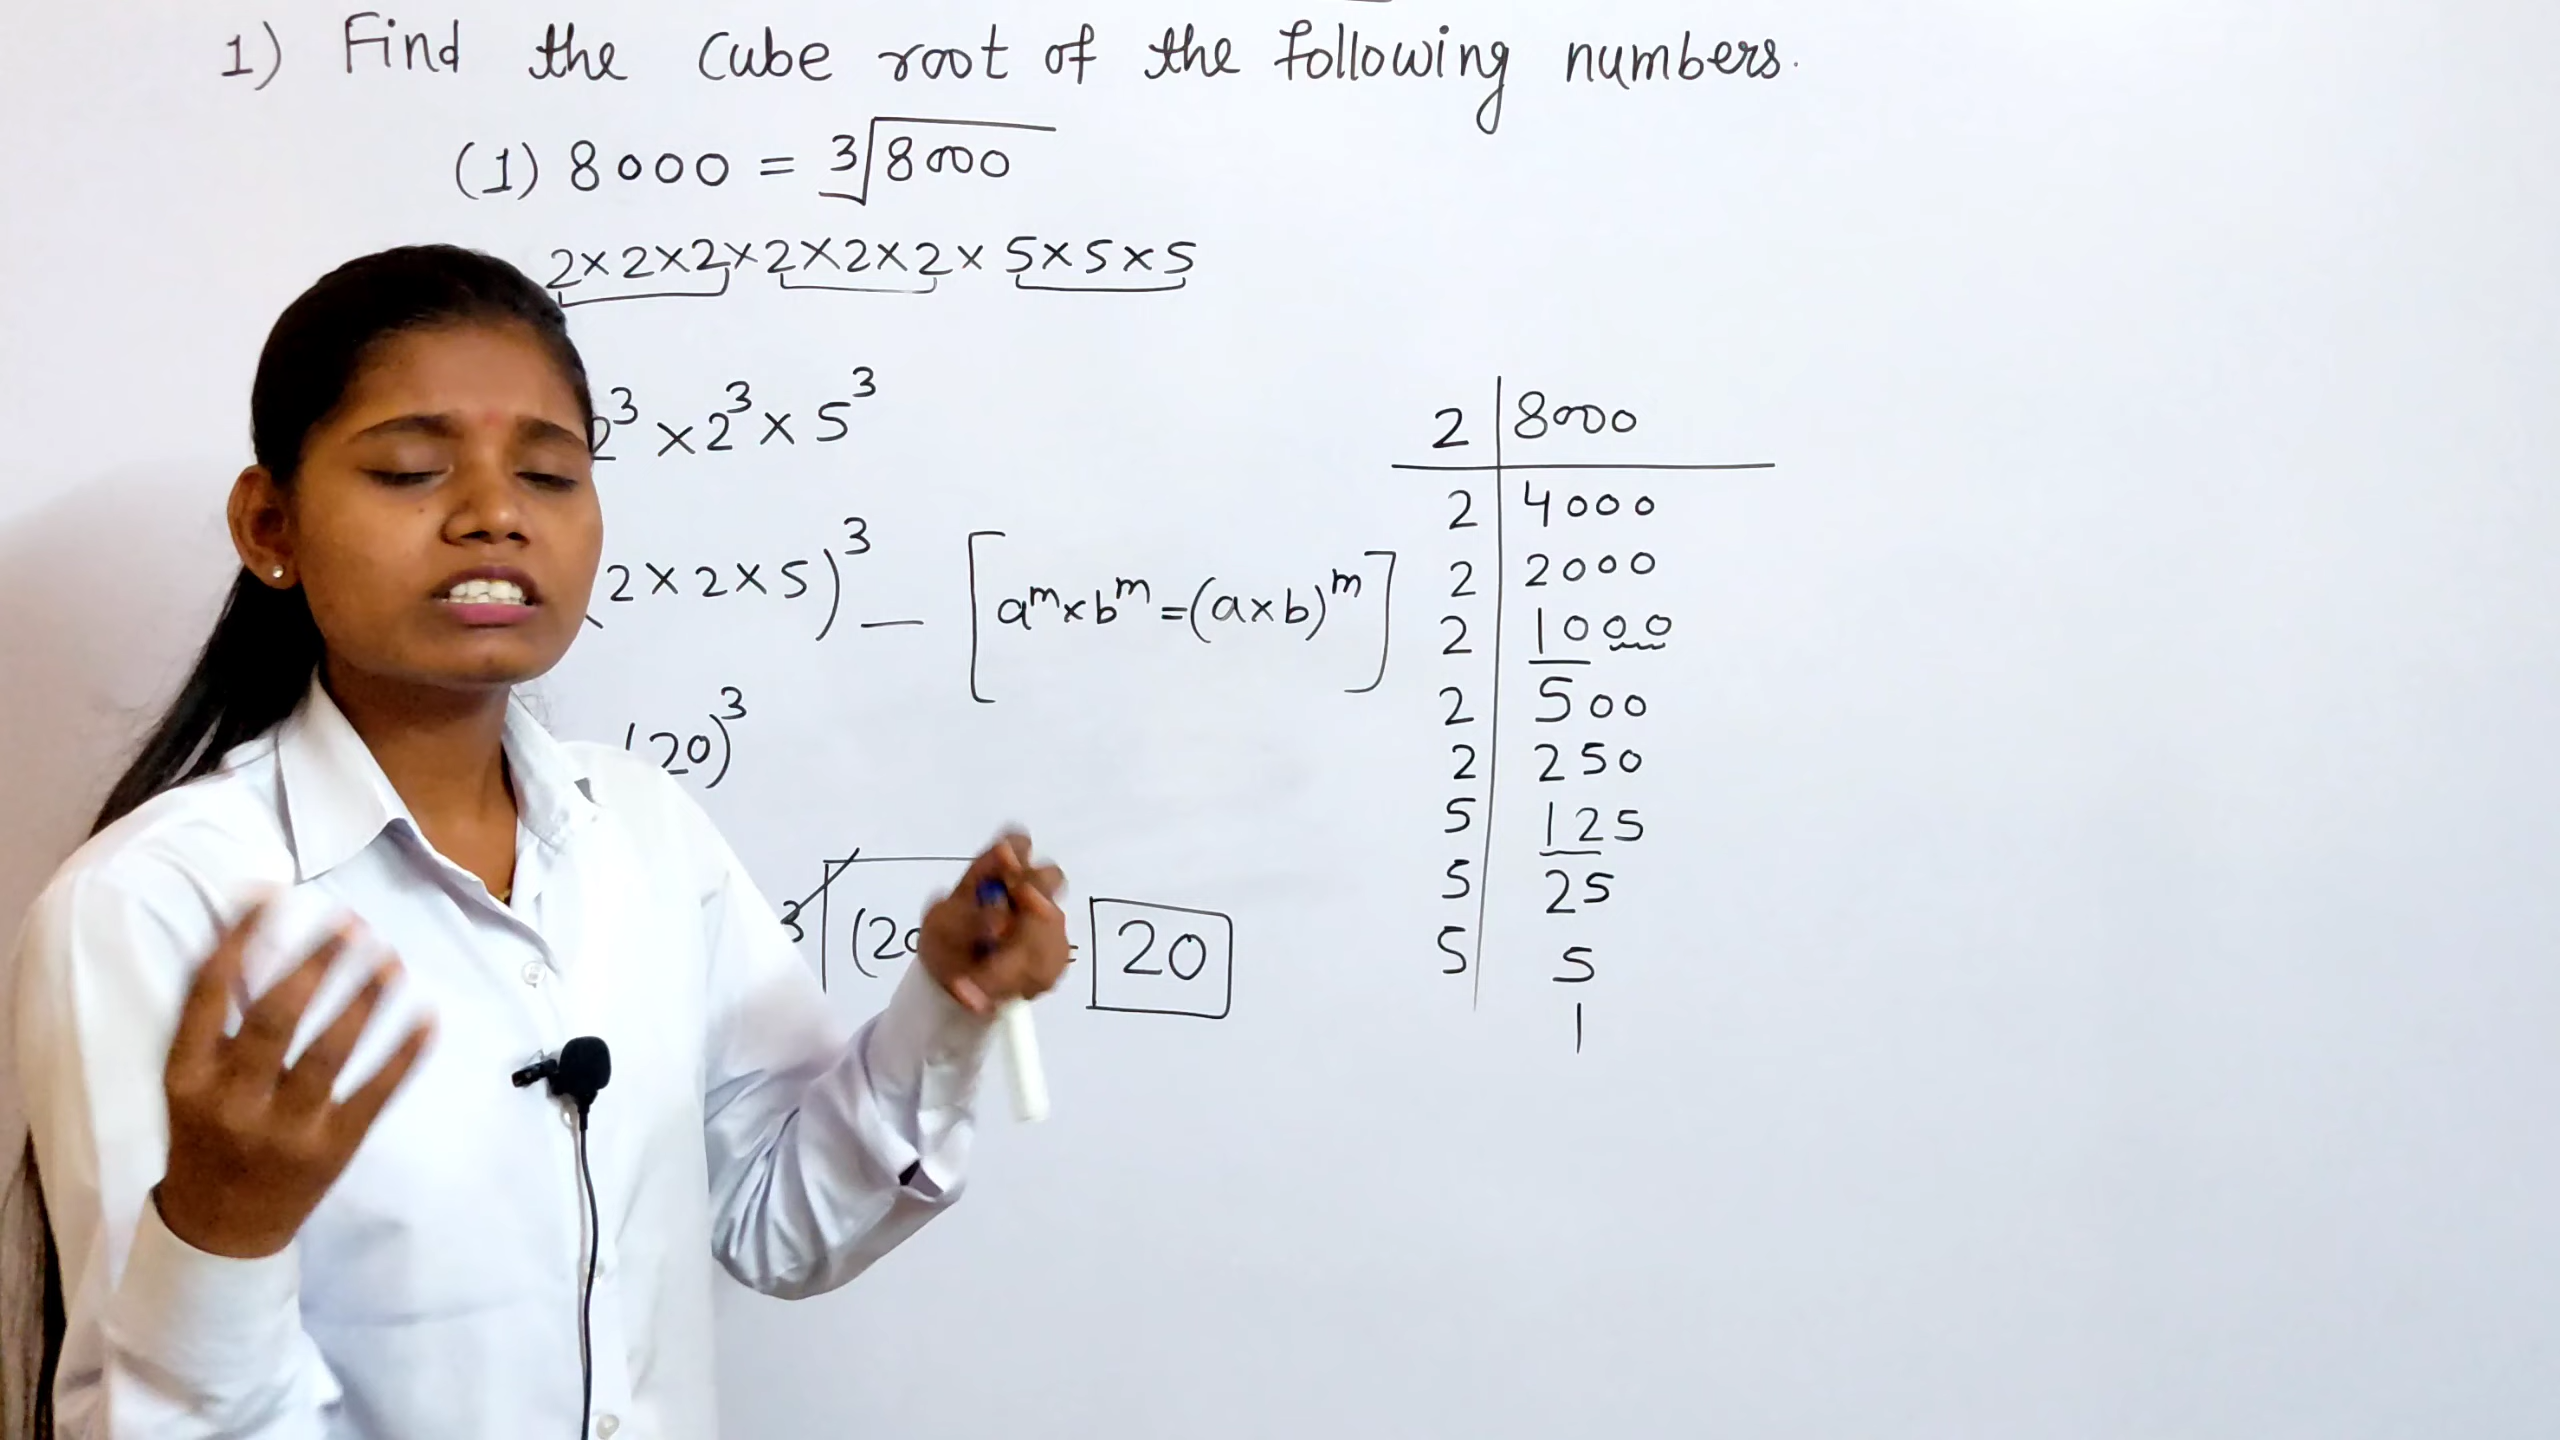 1) Find the cube root of the following numbers.
(1) 8000 = ∛8000
2×2×2×2×2×2×5×5×5
2³×2³×5³
(2×2×5)³ — [aᵐ×bᵐ=(a×b)ᵐ]
(20)³
3√(20 = 20
2 | 8000
2 | 4000
2 | 2000
2 | 1000
2 | 500
2 | 250
5 | 125
5 | 25
5 | 5
1